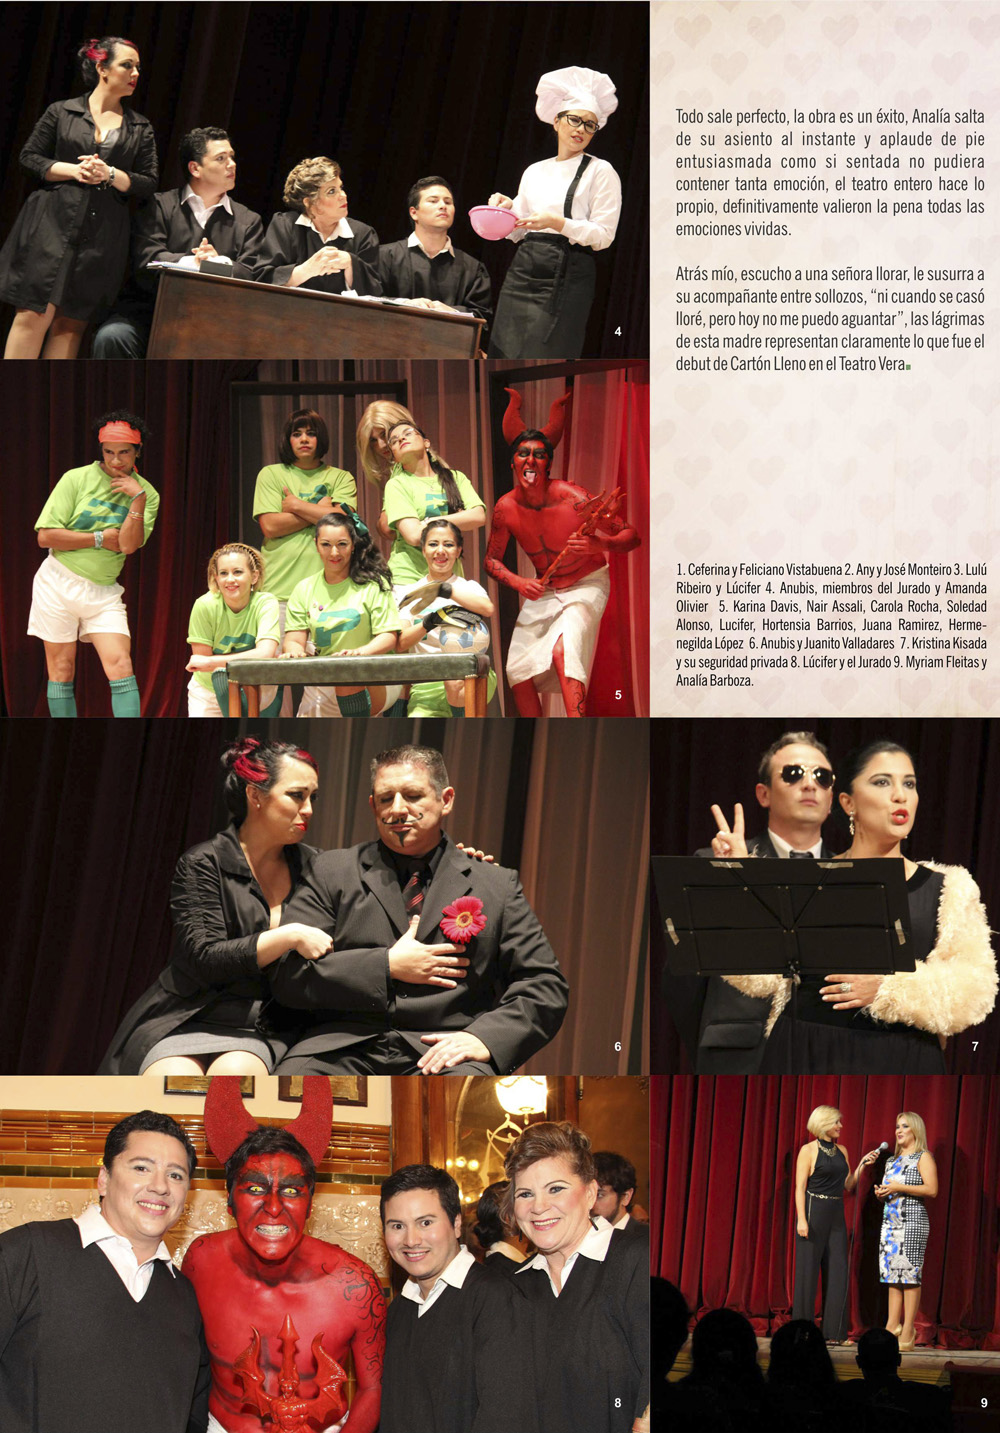 Todo sale perfecto, la obra es un éxito, Analía salta
de su asiento al instante y aplaude de pie
entusiasmada como si sentada no pudiera
contener tanta emoción, el teatro entero hace lo
propio, definitivamente valieron la pena todas las
emociones vividas.
Atrás mío, escucho a una señora llorar, le susurra a
su acompañante entre sollozos, “ni cuando se casó
lloré, pero hoy no me puedo aguantar”, las lágrimas
de esta madre representan claramente lo que fue el
debut de Cartón Lleno en el Teatro Vera
1. Ceferina y Feliciano Vistabuena 2. Any y José Monteiro 3. Lulú
Ribeiro y Lúcifer 4. Anubis, miembros del Jurado y Amanda
Olivier 5. Karina Davis, Nair Assali, Carola Rocha, Soledad
Alonso, Lucifer, Hortensia Barrios, Juana Ramirez, Herme-
negilda López 6. Anubis y Juanito Valladares 7. Kristina Kisada
y su seguridad privada 8. Lúcifer y el Jurado 9. Myriam Fleitas y
Analía Barboza.
4
5
6
7
8
9